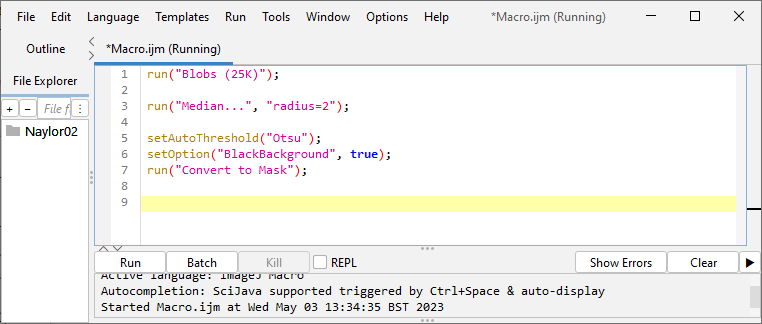 File Edit Language Templates Run Tools Window Options Help *Macro.ijm (Running)
Outline
*Macro.ijm (Running)
File Explorer
+ - File f
Naylor02
1 run("Blobs (25K)");
2
3 run("Median...", "radius=2");
4
5 setAutoThreshold("Otsu");
6 setOption("BlackBackground", true);
7 run("Convert to Mask");
8
9
Run Batch Kill REPL Show Errors Clear
Active language: ImageJ Macro
Autocompletion: SciJava supported triggered by Ctrl+Space & auto-display
Started Macro.ijm at Wed May 03 13:34:35 BST 2023